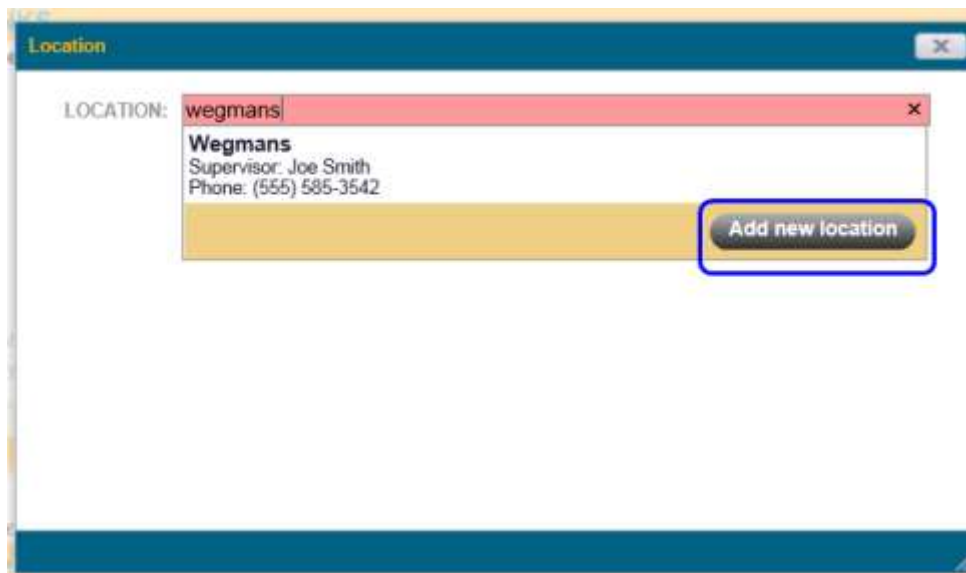 Location
LOCATION: wegmans
Wegmans
Supervisor: Joe Smith
Phone: (555) 585-3542
Add new location